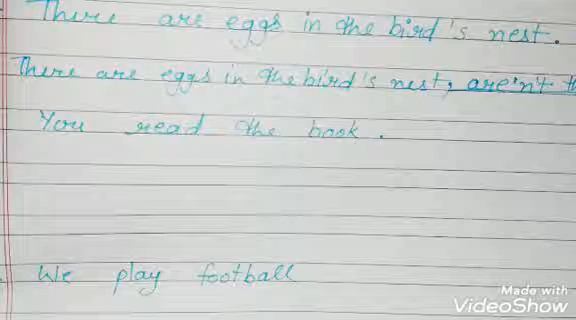 There are eggs in the bird's nest.
There are eggs in the bird's nest, aren't
You read the book.
We play football
Made with
VideoShow